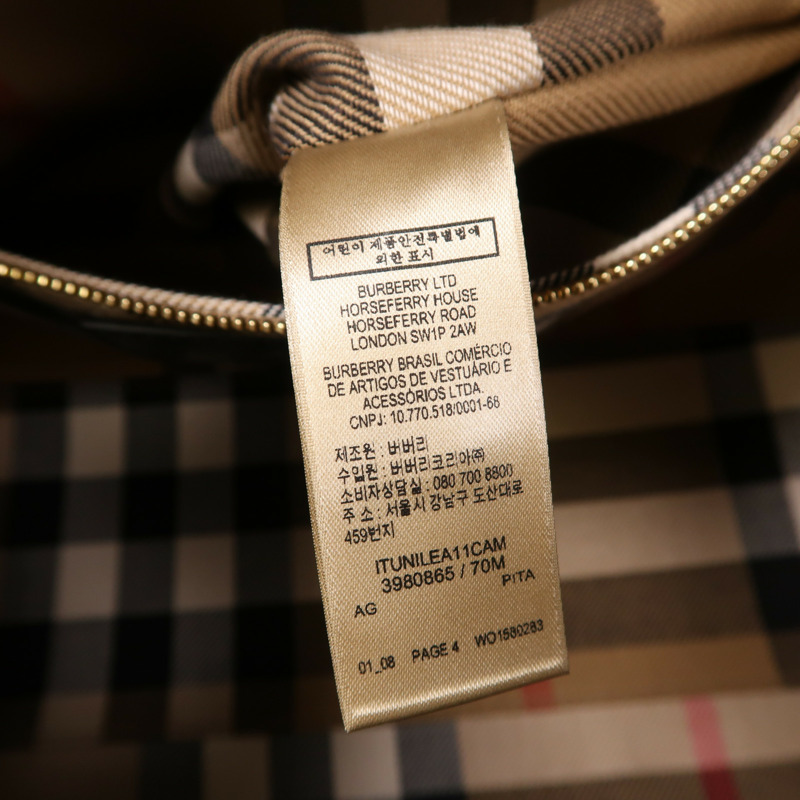 어린이 제품안전특별법에
의한 표시
BURBERRY LTD
HORSEFERRY HOUSE
HORSEFERRY ROAD
LONDON SW1P 2AW
BURBERRY BRASIL COMÉRCIO
DE ARTIGOS DE VESTUÁRIO E
ACESSÓRIOS LTDA.
CNPJ: 10.770.518/0001-66
제조원 : 버버리
수입원 : 버버리코리아㈜
소비자상담실 : 080 700 8800
주 소 : 서울시 강남구 도산대로
459번지
ITUNILEA11CAM
3980865 / 70M
AG PITA
01_08 PAGE 4 WO1580283